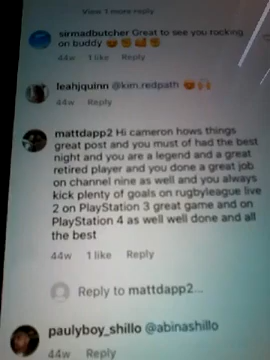 View 1 more reply
sirmadbutcher Great to see you rocking
on buddy
44w 1 like Reply
leahjquinn @kim.redpath
44w Reply
mattdapp2 Hi cameron hows things
great post and you must of had the best
night and you are a legend and a great
retired player and you done a great job
on channel nine as well and you always
kick plenty of goals on rugbyleague live
2 on PlayStation 3 great game and on
PlayStation 4 as well well done and all
the best
44w 1 like Reply
Reply to mattdapp2...
paulyboy_shillo @abinashillo
44w Reply